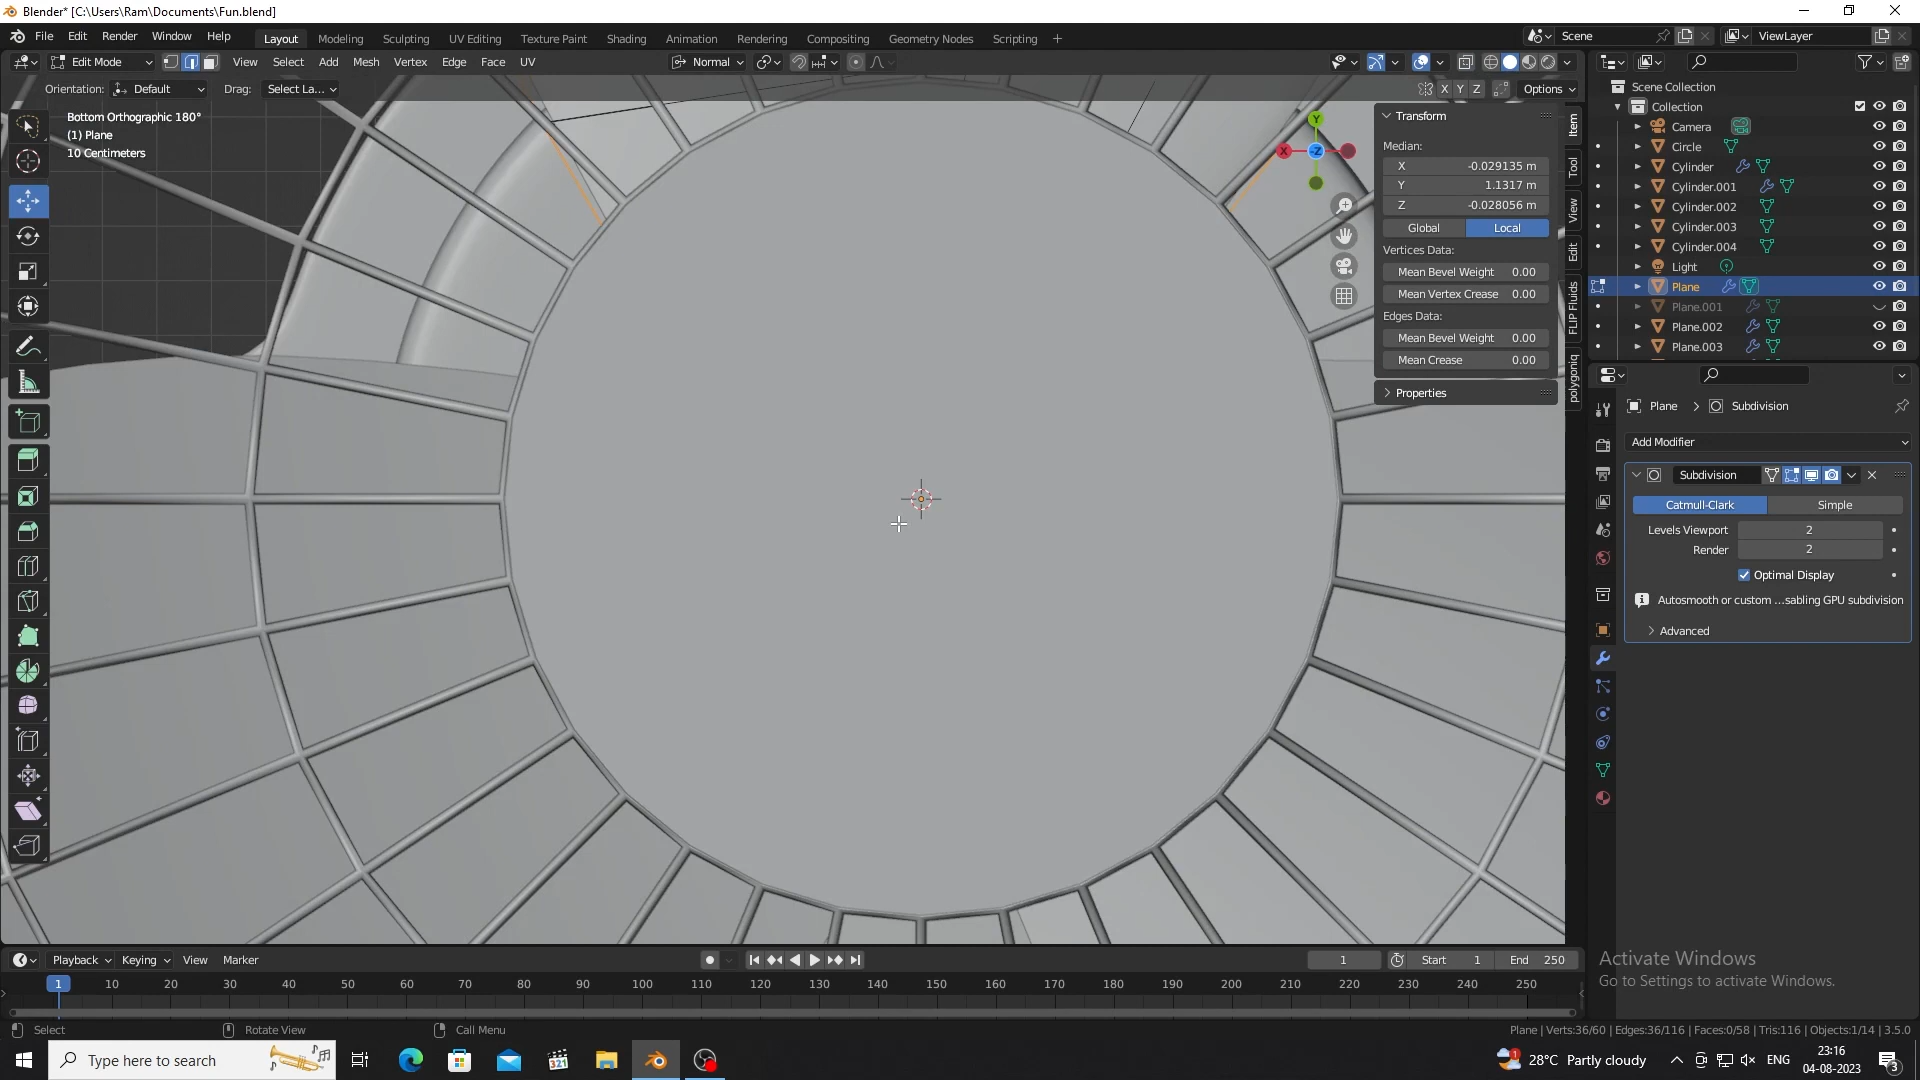 Blender* [C:\Users\Ram\Documents\Fun.blend]
File Edit Render Window Help
Layout Modeling Sculpting UV Editing Texture Paint Shading Animation Rendering Compositing Geometry Nodes Scripting +
Scene
ViewLayer
Edit Mode View Select Add Mesh Vertex Edge Face UV
Normal
Orientation: Default Drag: Select La...
X Y Z Options
Bottom Orthographic 180°
(1) Plane
10 Centimeters
Y
X
-Z
Transform
Median:
X -0.029135 m
Y 1.1317 m
Z -0.028056 m
Global Local
Vertices Data:
Mean Bevel Weight 0.00
Mean Vertex Crease 0.00
Edges Data:
Mean Bevel Weight 0.00
Mean Crease 0.00
Properties
Item
Tool
View
Edit
FLIP Fluids
polygoniq
Scene Collection
Collection
Camera
Circle
Cylinder
Cylinder.001
Cylinder.002
Cylinder.003
Cylinder.004
Light
Plane
Plane.001
Plane.002
Plane.003
Plane > Subdivision
Add Modifier
Subdivision
Catmull-Clark Simple
Levels Viewport 2
Render 2
Optimal Display
Autosmooth or custom ...sabling GPU subdivision
Advanced
Activate Windows
Go to Settings to activate Windows.
Playback Keying View Marker
1 Start 1 End 250
1 10 20 30 40 50 60 70 80 90 100 110 120 130 140 150 160 170 180 190 200 210 220 230 240 250
Select Rotate View Call Menu
Plane | Verts:36/60 | Edges:36/116 | Faces:0/58 | Tris:116 | Objects:1/14 | 3.5.0
Type here to search
321
1
28°C Partly cloudy
ENG
23:16
04-08-2023
3